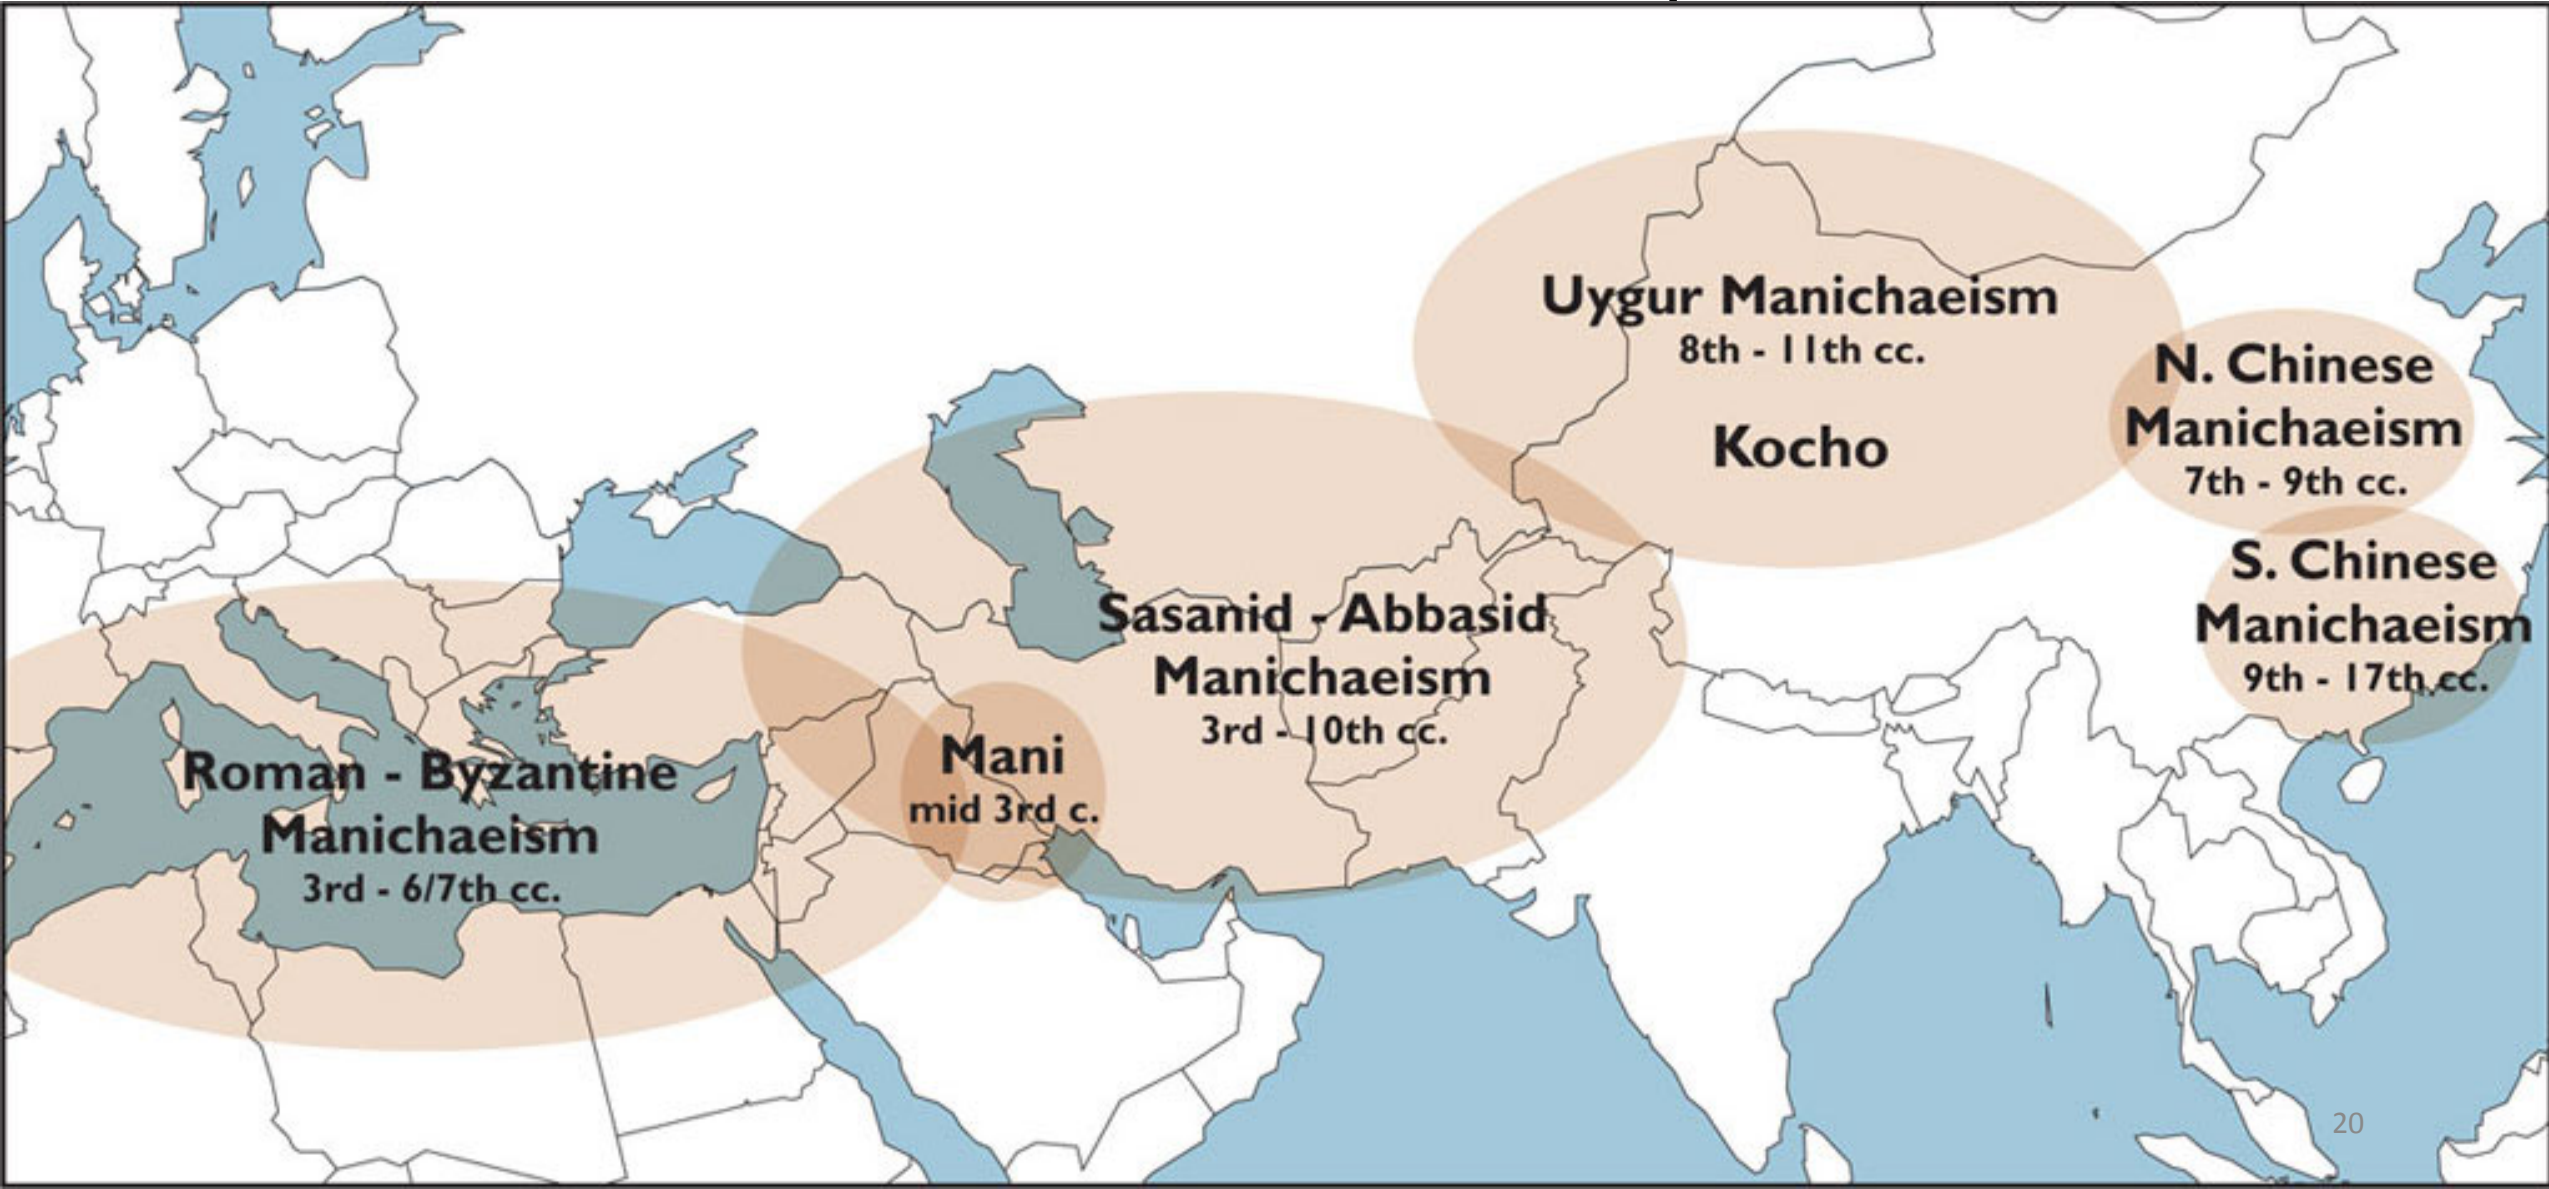 Uygur Manichaeism
8th - 11th cc.
Kocho
N. Chinese
Manichaeism
7th - 9th cc.
S. Chinese
Manichaeism
9th - 17th cc.
Sasanid - Abbasid
Manichaeism
3rd - 10th cc.
Mani
mid 3rd c.
Roman - Byzantine
Manichaeism
3rd - 6/7th cc.
20